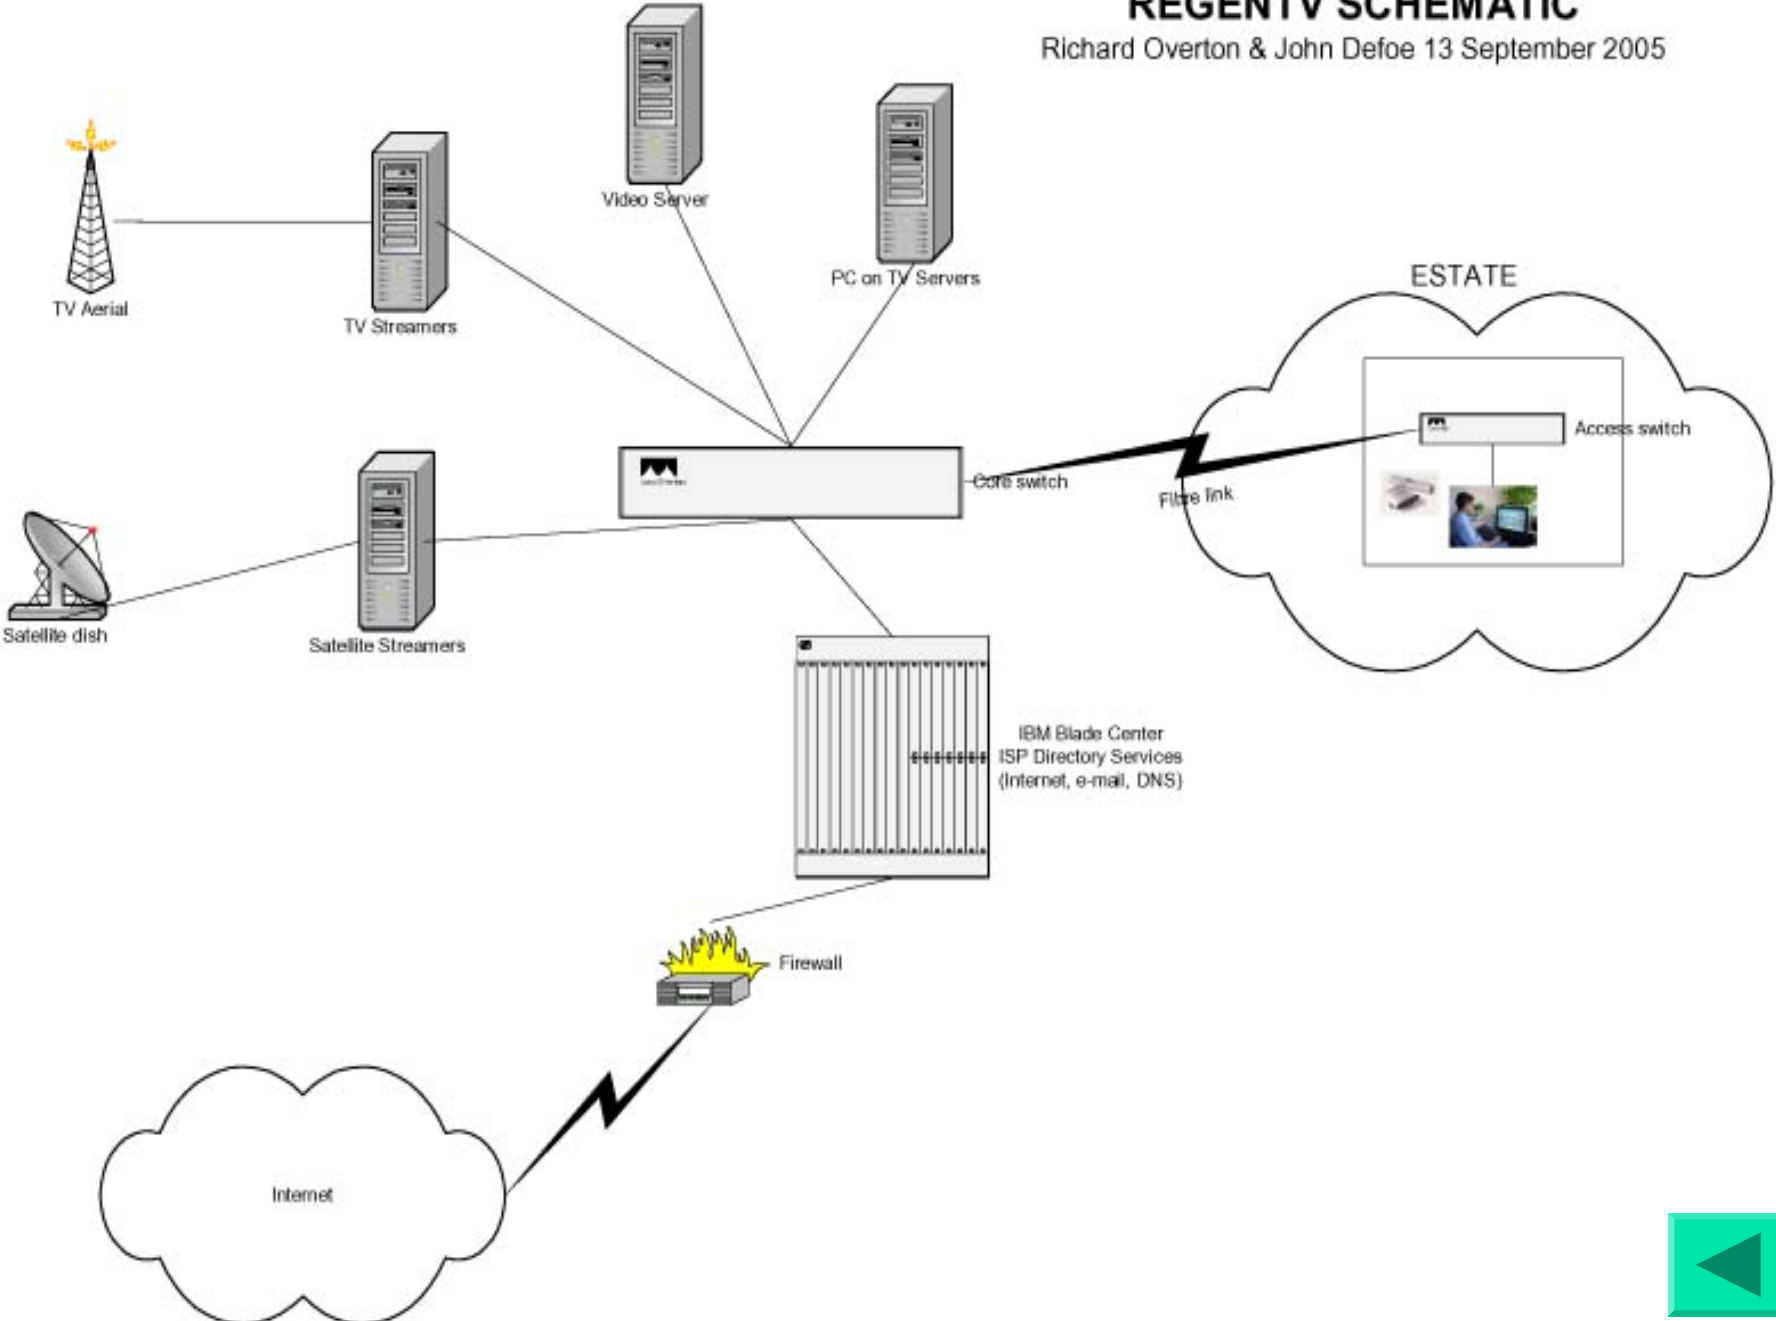 REGENTV SCHEMATIC
Richard Overton & John Defoe 13 September 2005
Video Server
PC on TV Servers
TV Aerial
TV Streamers
ESTATE
Access switch
Core switch
Fibre link
Satellite dish
Satellite Streamers
IBM Blade Center
ISP Directory Services
(Internet, e-mail, DNS)
Firewall
Internet